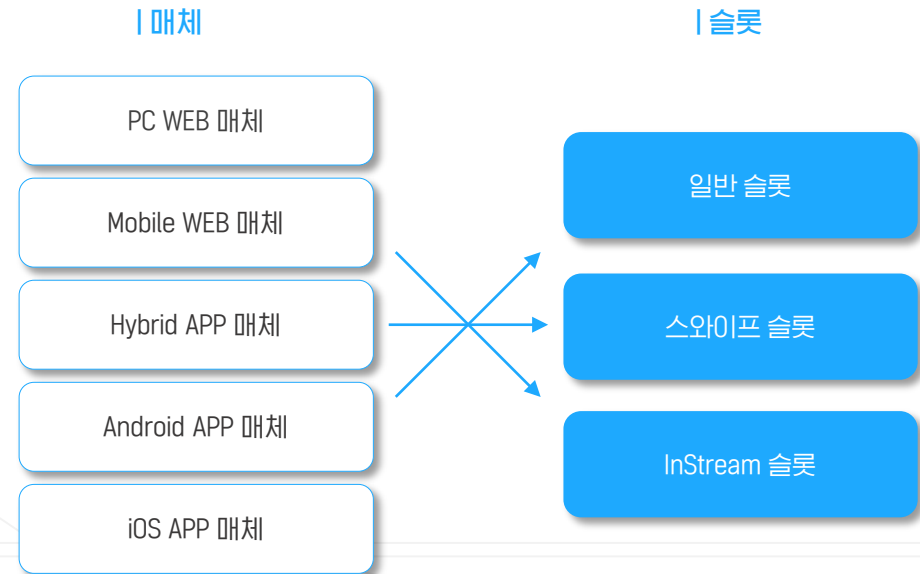 | 매체
| 슬롯
PC WEB 매체
Mobile WEB 매체
Hybrid APP 매체
Android APP 매체
iOS APP 매체
일반 슬롯
스와이프 슬롯
InStream 슬롯